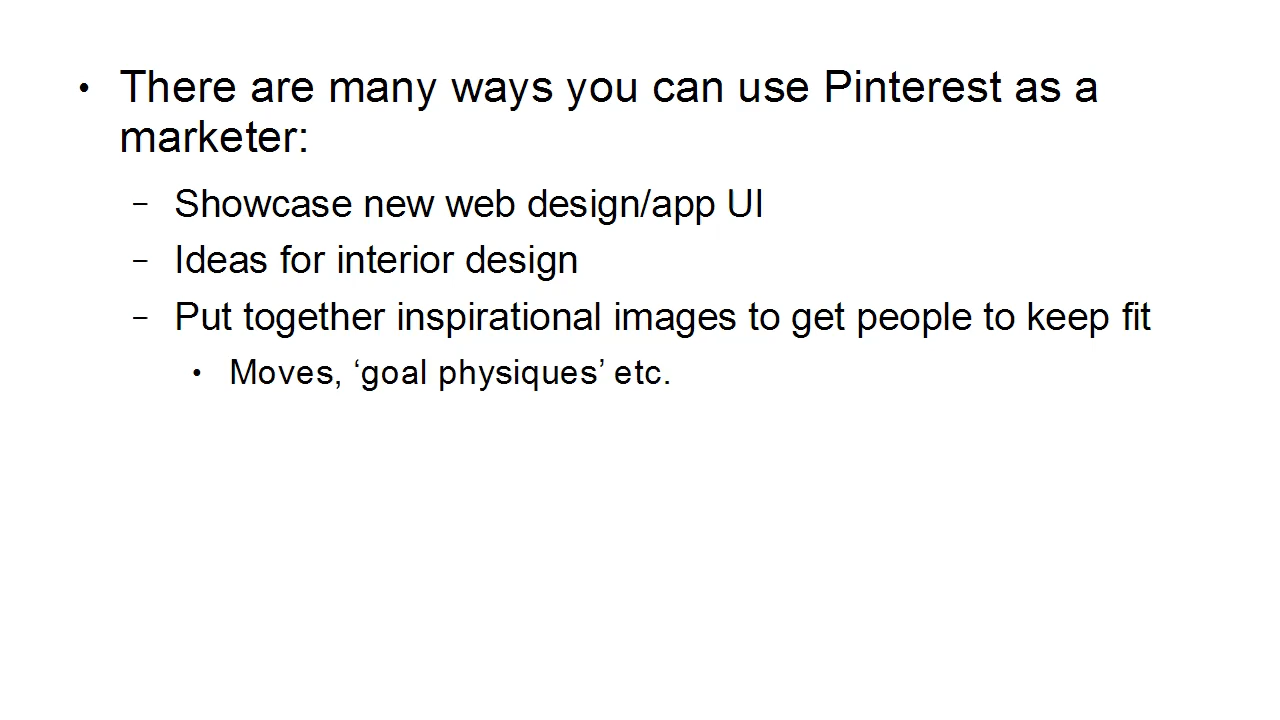 • There are many ways you can use Pinterest as a
marketer:
– Showcase new web design/app UI
– Ideas for interior design
– Put together inspirational images to get people to keep fit
• Moves, ‘goal physiques’ etc.